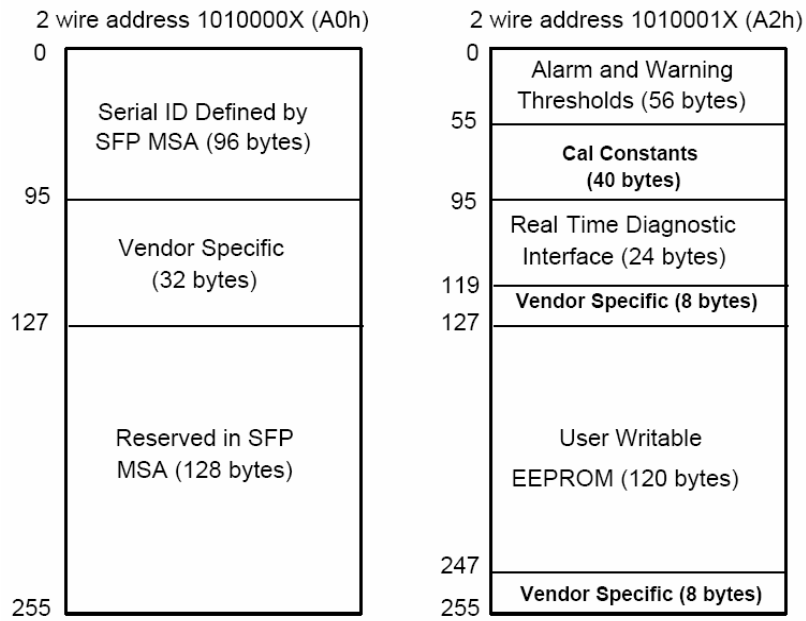 2 wire address 1010000X (A0h)
0
Serial ID Defined by
SFP MSA (96 bytes)
95
Vendor Specific
(32 bytes)
127
Reserved in SFP
MSA (128 bytes)
255
2 wire address 1010001X (A2h)
0
Alarm and Warning
Thresholds (56 bytes)
55
Cal Constants
(40 bytes)
95
Real Time Diagnostic
Interface (24 bytes)
119
Vendor Specific (8 bytes)
127
User Writable
EEPROM (120 bytes)
247
Vendor Specific (8 bytes)
255